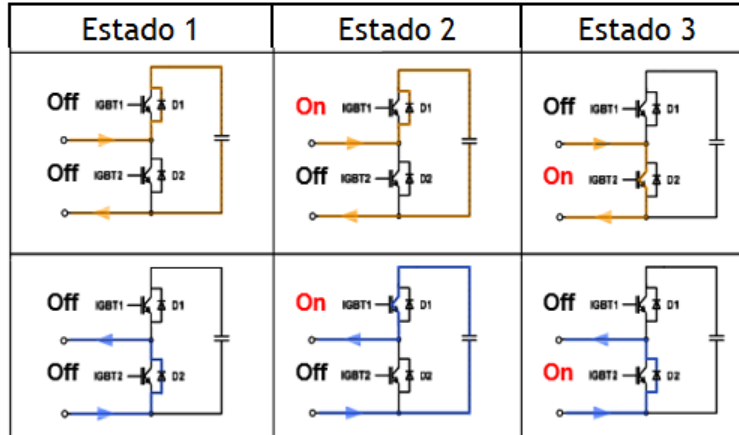 Estado 1 Estado 2 Estado 3
Off IGBT1 D1 On IGBT1 D1 Off IGBT1 D1
Off IGBT2 D2 Off IGBT2 D2 On IGBT2 D2
Off IGBT1 D1 On IGBT1 D1 Off IGBT1 D1
Off IGBT2 D2 Off IGBT2 D2 On IGBT2 D2